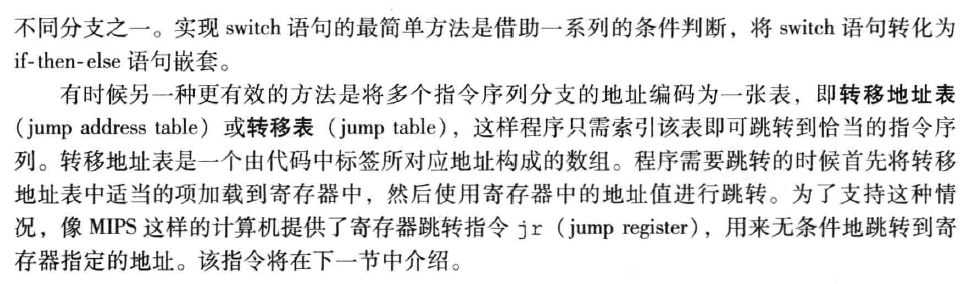 不同分支之一。实现 switch 语句的最简单方法是借助一系列的条件判断，将 switch 语句转化为
if-then-else 语句嵌套。
有时候另一种更有效的方法是将多个指令序列分支的地址编码为一张表，即转移地址表
（jump address table）或转移表（jump table），这样程序只需索引该表即可跳转到恰当的指令序
列。转移地址表是一个由代码中标签所对应地址构成的数组。程序需要跳转的时候首先将转移
地址表中适当的项加载到寄存器中，然后使用寄存器中的地址值进行跳转。为了支持这种情
况，像 MIPS 这样的计算机提供了寄存器跳转指令 jr（jump register），用来无条件地跳转到寄
存器指定的地址。该指令将在下一节中介绍。